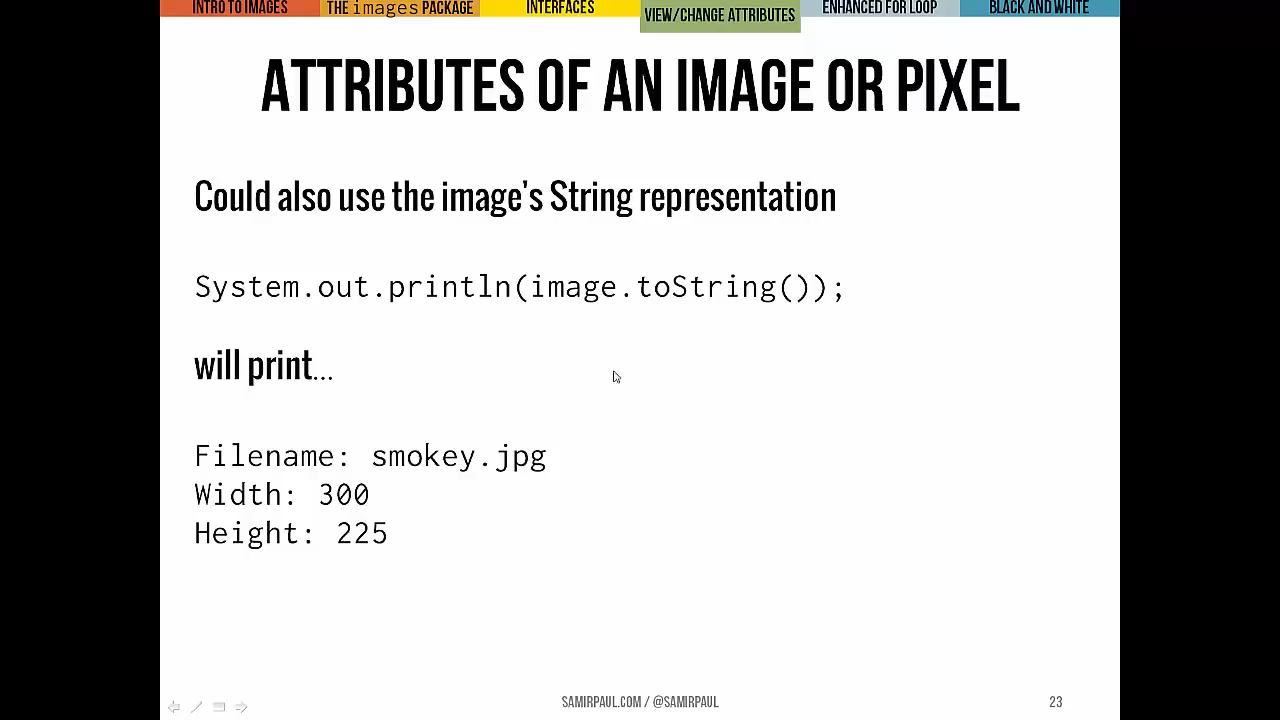 INTRO TO IMAGES
THE images PACKAGE
INTERFACES
VIEW/CHANGE ATTRIBUTES
ENHANCED FOR LOOP
BLACK AND WHITE
ATTRIBUTES OF AN IMAGE OR PIXEL
Could also use the image's String representation
System.out.println(image.toString());
will print...
Filename: smokey.jpg
Width: 300
Height: 225
SAMIRPAUL.COM / @SAMIRPAUL
23